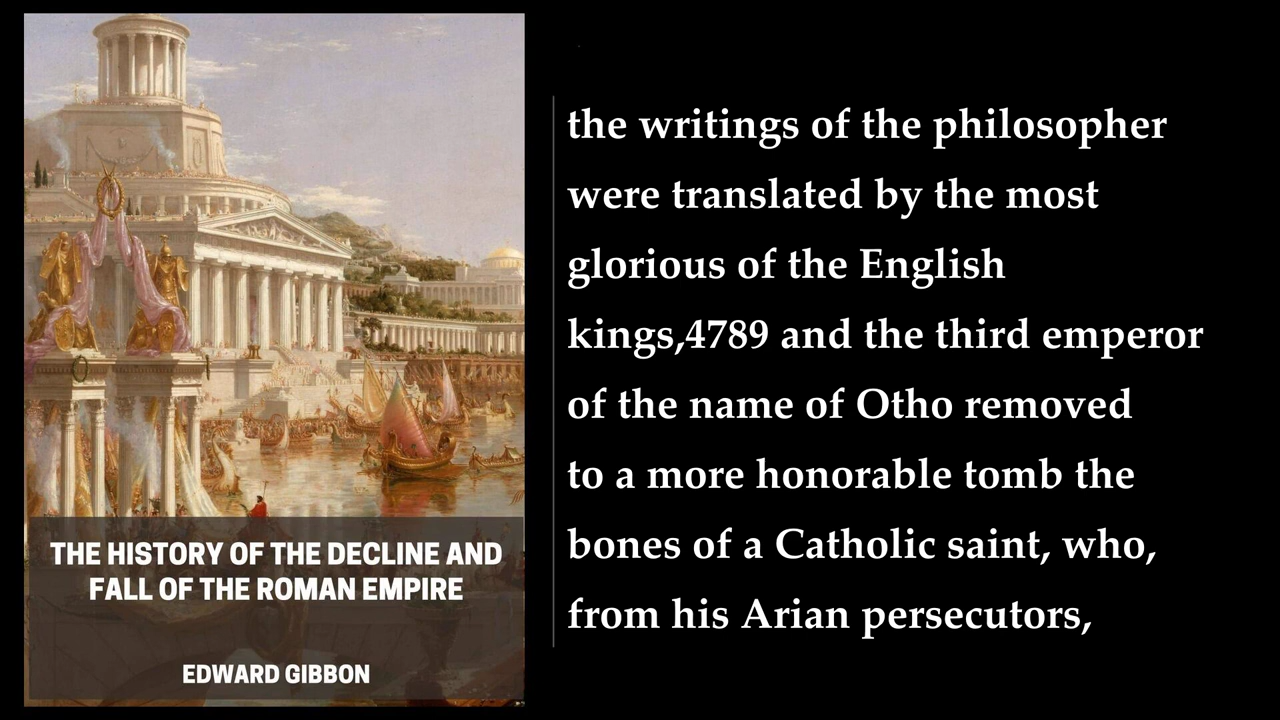 THE HISTORY OF THE DECLINE AND
FALL OF THE ROMAN EMPIRE
EDWARD GIBBON
the writings of the philosopher
were translated by the most
glorious of the English
kings,4789 and the third emperor
of the name of Otho removed
to a more honorable tomb the
bones of a Catholic saint, who,
from his Arian persecutors,